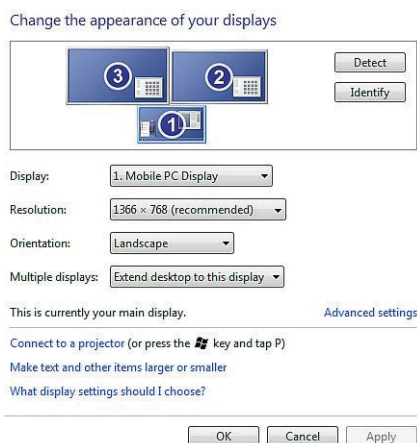 Change the appearance of your displays
3 2
1
Detect
Identify
Display: 1. Mobile PC Display
Resolution: 1366 × 768 (recommended)
Orientation: Landscape
Multiple displays: Extend desktop to this display
This is currently your main display. Advanced settings
Connect to a projector (or press the key and tap P)
Make text and other items larger or smaller
What display settings should I choose?
OK Cancel Apply